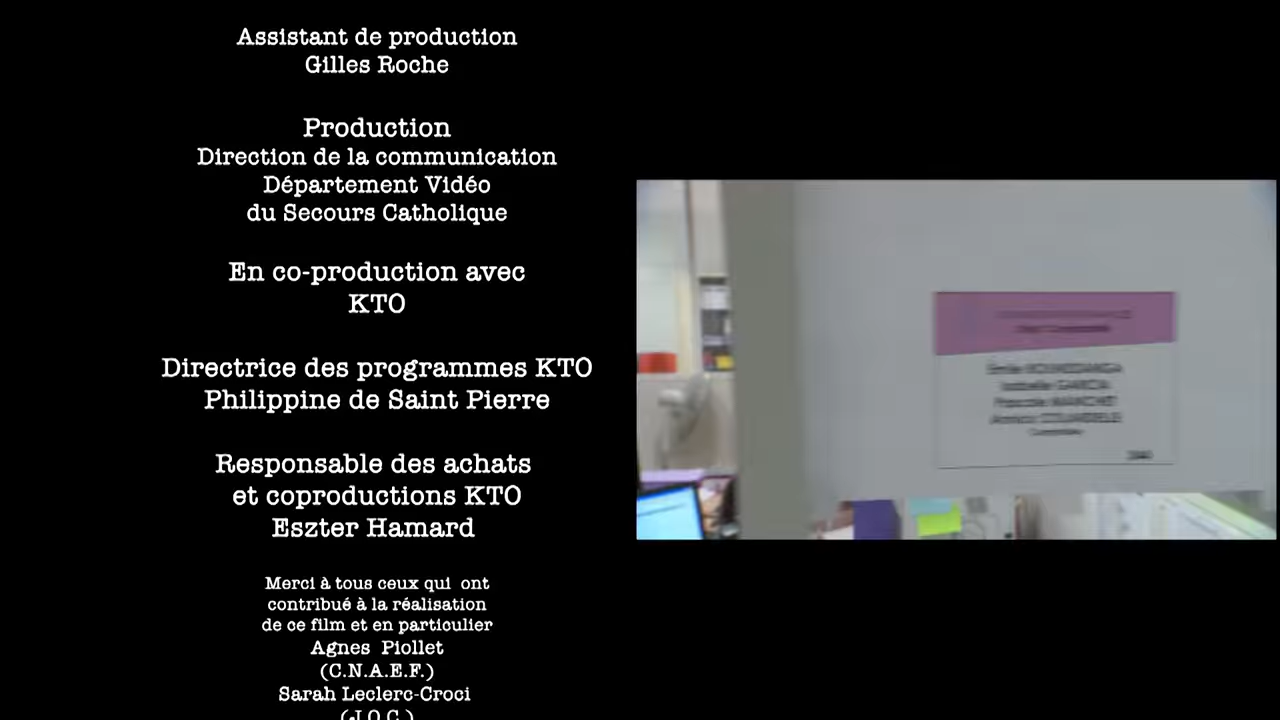 Assistant de production
Gilles Roche
Production
Direction de la communication
Département Vidéo
du Secours Catholique
En co-production avec
KTO
Directrice des programmes KTO
Philippine de Saint Pierre
Responsable des achats
et coproductions KTO
Eszter Hamard
Merci à tous ceux qui ont
contribué à la réalisation
de ce film et en particulier
Agnes Piollet
(C.N.A.E.F.)
Sarah Leclerc-Croci
(J.O.C.)
GARCIA